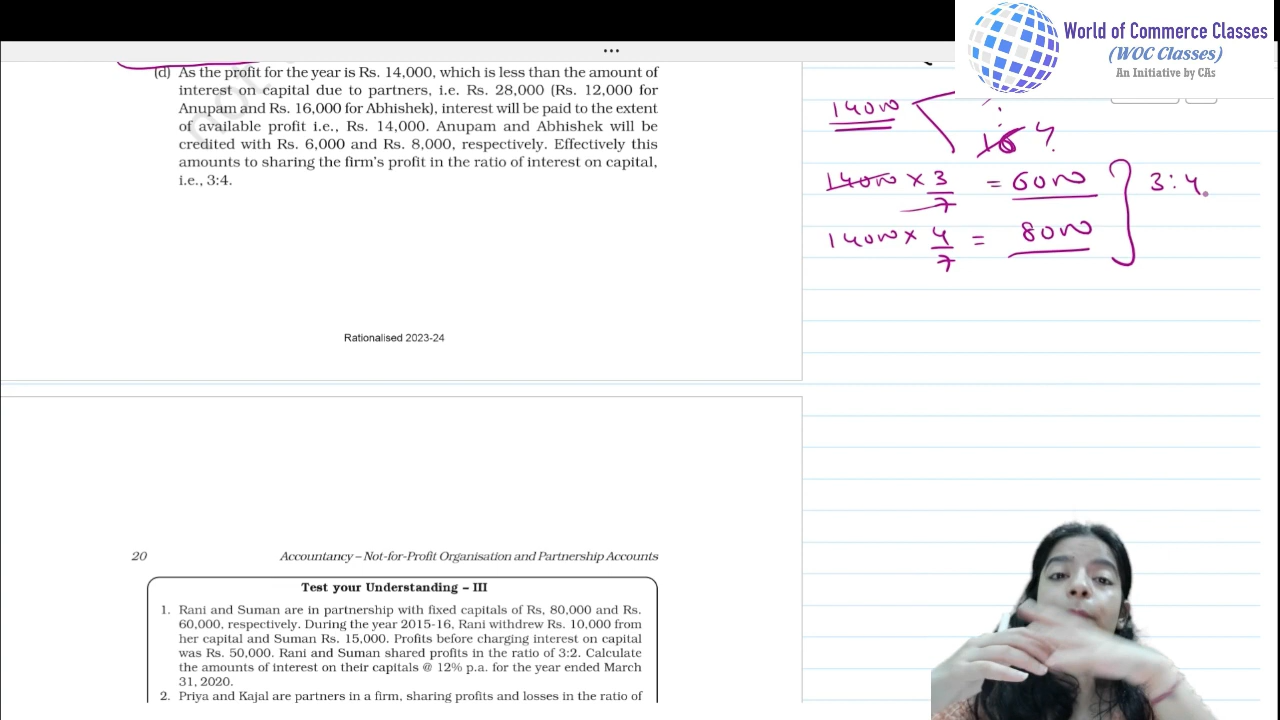 World of Commerce Classes
(WOC Classes)
An Initiative by CAs
(d) As the profit for the year is Rs. 14,000, which is less than the amount of
interest on capital due to partners, i.e. Rs. 28,000 (Rs. 12,000 for
Anupam and Rs. 16,000 for Abhishek), interest will be paid to the extent
of available profit i.e., Rs. 14,000. Anupam and Abhishek will be
credited with Rs. 6,000 and Rs. 8,000, respectively. Effectively this
amounts to sharing the firm's profit in the ratio of interest on capital,
i.e., 3:4.
Rationalised 2023-24
14000
16 4
14000 × 3/7 = 6000
14000 × 4/7 = 8000
3:4
20
Accountancy – Not-for-Profit Organisation and Partnership Accounts
Test your Understanding – III
1. Rani and Suman are in partnership with fixed capitals of Rs, 80,000 and Rs.
60,000, respectively. During the year 2015-16, Rani withdrew Rs. 10,000 from
her capital and Suman Rs. 15,000. Profits before charging interest on capital
was Rs. 50,000. Rani and Suman shared profits in the ratio of 3:2. Calculate
the amounts of interest on their capitals @ 12% p.a. for the year ended March
31, 2020.
2. Priya and Kajal are partners in a firm, sharing profits and losses in the ratio of